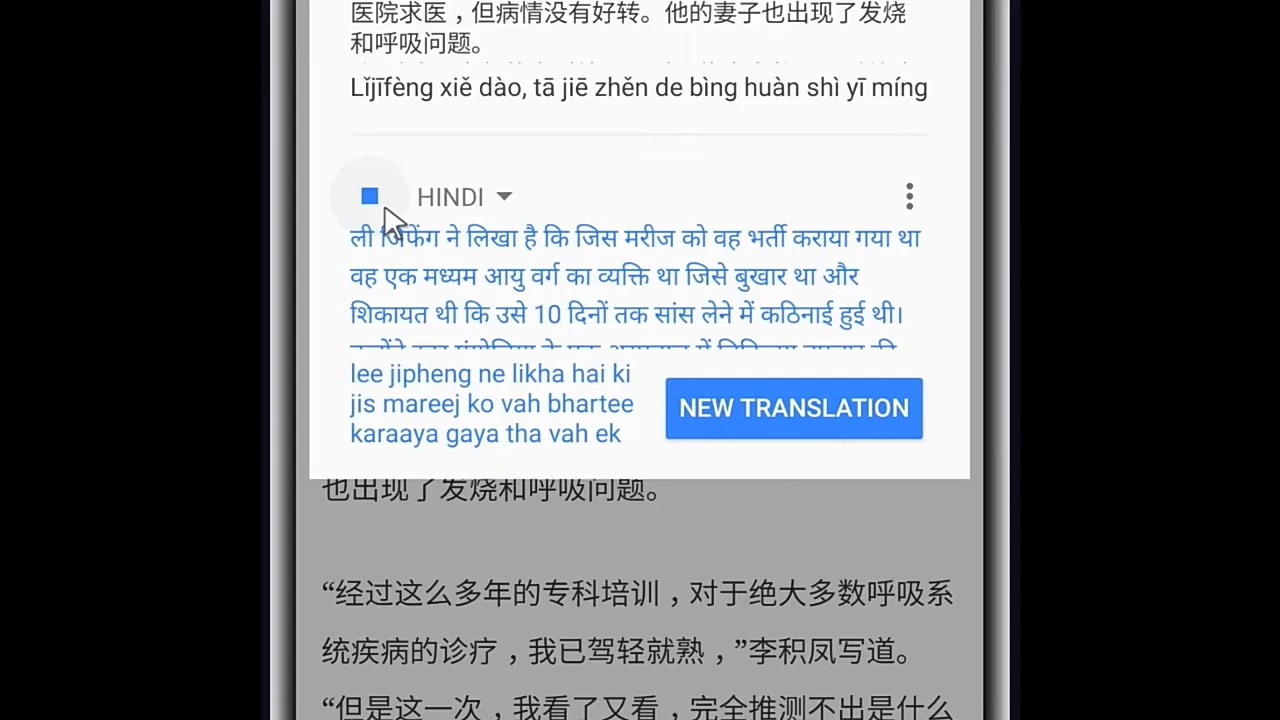 医院求医，但病情没有好转。他的妻子也出现了发烧
和呼吸问题。
Lǐjīfèng xiě dào, tā jiē zhěn de bìng huàn shì yī míng
HINDI
ली जिफेंग ने लिखा है कि जिस मरीज को वह भर्ती कराया गया था
वह एक मध्यम आयु वर्ग का व्यक्ति था जिसे बुखार था और
शिकायत थी कि उसे 10 दिनों तक सांस लेने में कठिनाई हुई थी।
lee jipheng ne likha hai ki
jis mareej ko vah bhartee
karaaya gaya tha vah ek
NEW TRANSLATION
也出现了发烧和呼吸问题。
“经过这么多年的专科培训，对于绝大多数呼吸系
统疾病的诊疗，我已驾轻就熟，”李积凤写道。
“但是这一次，我看了又看，完全推测不出是什么